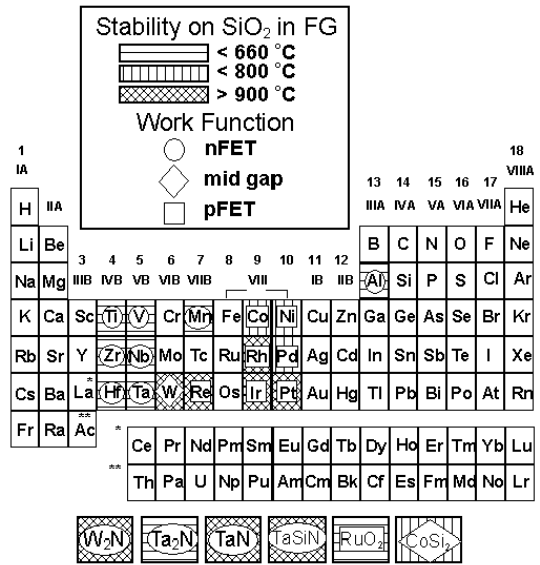 Stability on SiO₂ in FG
< 660 °C
< 800 °C
> 900 °C
Work Function
nFET
mid gap
pFET
1 18
IA VIIIA
13 14 15 16 17
H IIA IIIA IVA VA VIA VIIA He
Li Be B C N O F Ne
3 4 5 6 7 8 9 10 11 12
Na Mg IIIB IVB VB VIB VIIB VIII IB IIB Al Si P S Cl Ar
K Ca Sc Ti V Cr Mn Fe Co Ni Cu Zn Ga Ge As Se Br Kr
Rb Sr Y Zr Nb Mo Tc Ru Rh Pd Ag Cd In Sn Sb Te I Xe
Cs Ba La* Hf Ta W Re Os Ir Pt Au Hg Tl Pb Bi Po At Rn
Fr Ra Ac**
* Ce Pr Nd Pm Sm Eu Gd Tb Dy Ho Er Tm Yb Lu
** Th Pa U Np Pu Am Cm Bk Cf Es Fm Md No Lr
W₂N Ta₂N TaN TaSiN RuO₂ CoSi₂